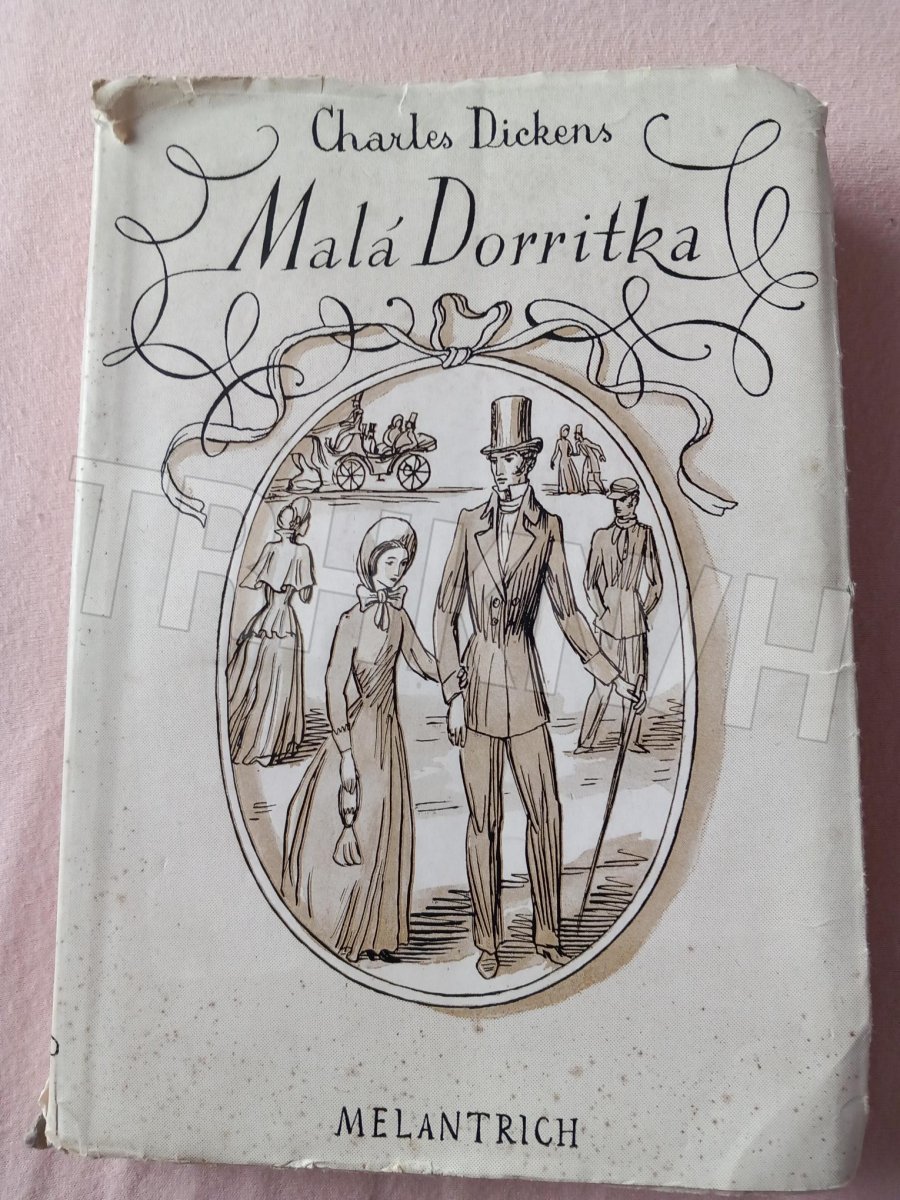 Charles Dickens
Malá Dorritka
MELANTRICH